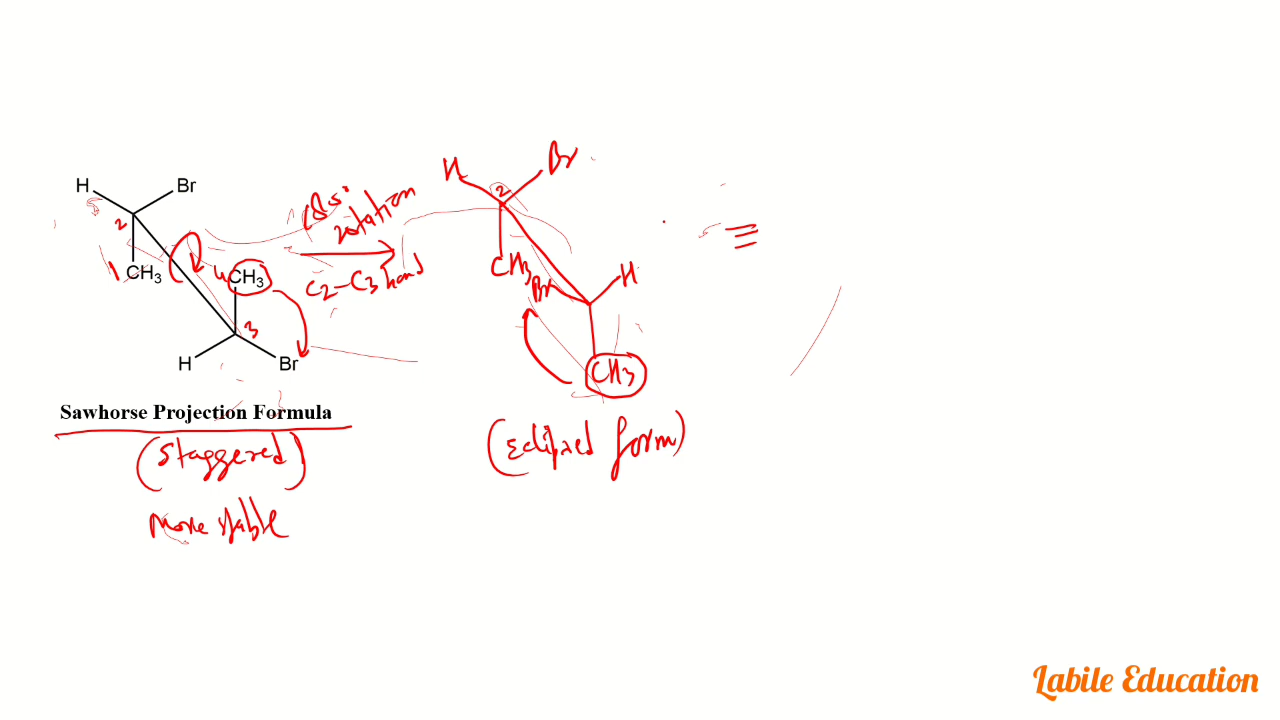 H Br
2
1 CH3
4 CH3
3
H Br
Sawhorse Projection Formula
(Staggered)
More stable
180° rotation
C2-C3 bond
H Br
2
CH3
Br H
CH3
(Eclipsed form)
≡
Labile Education